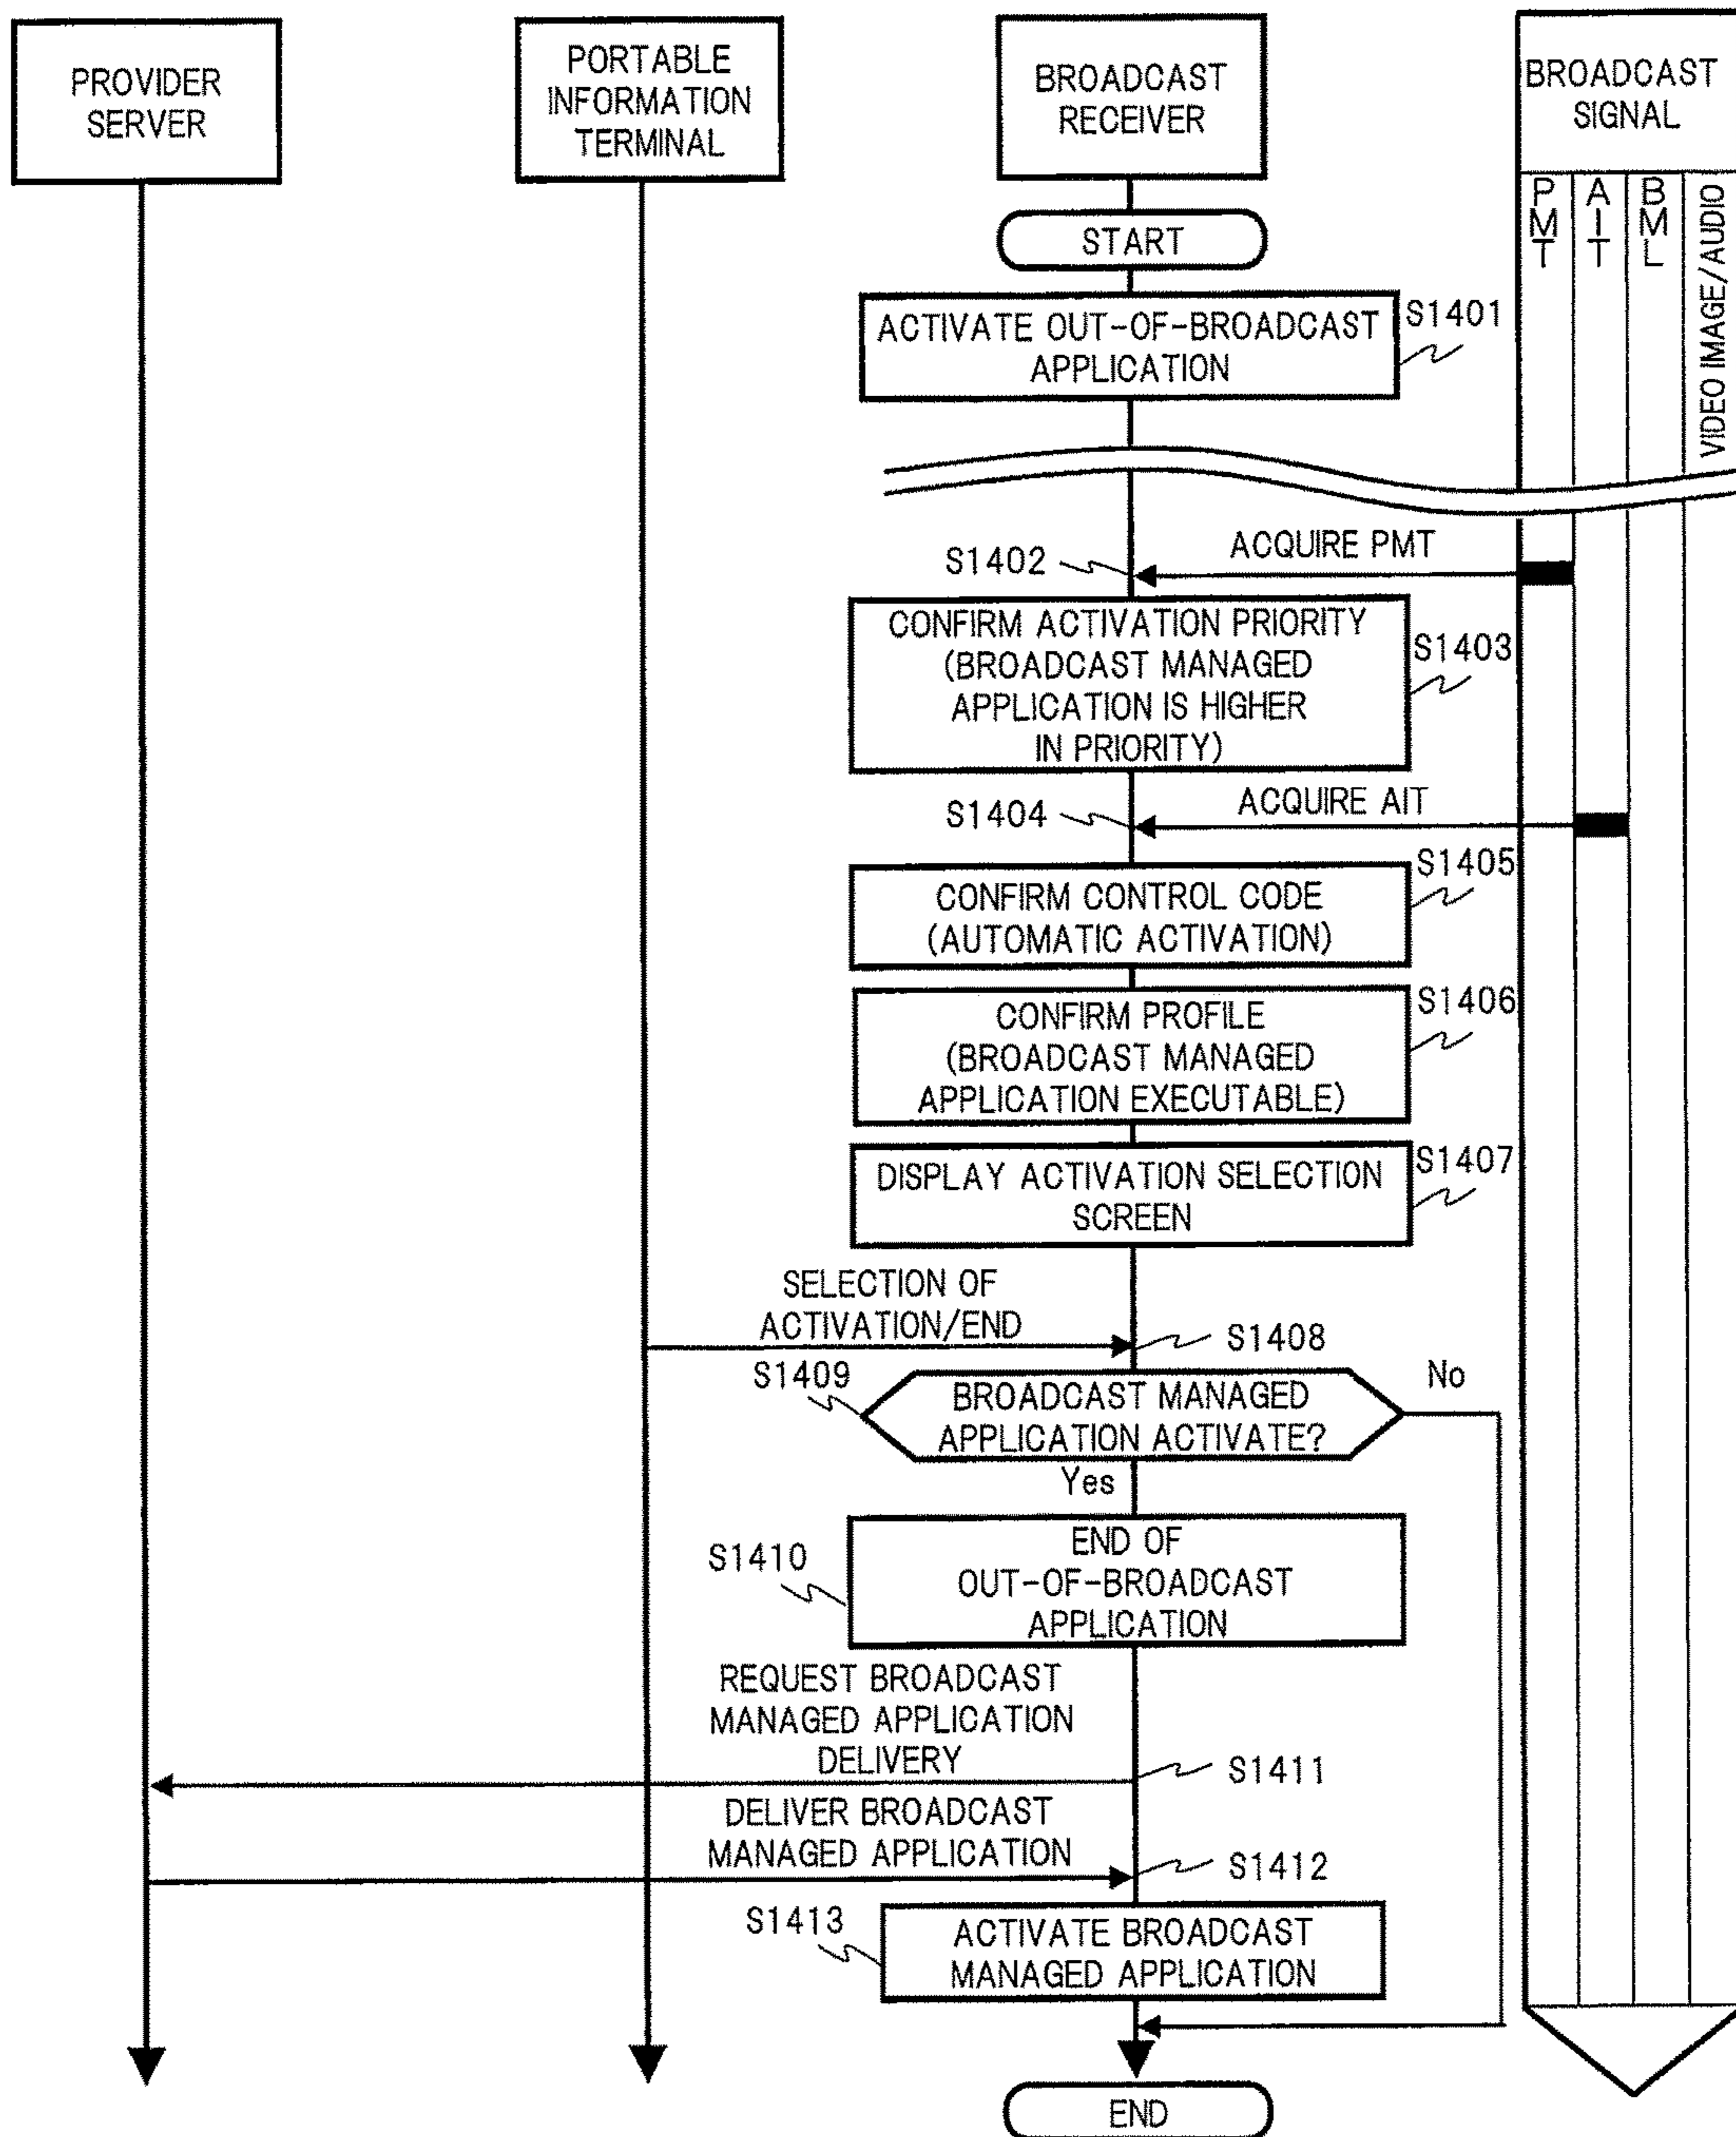 PROVIDER
SERVER
PORTABLE
INFORMATION
TERMINAL
BROADCAST
RECEIVER
BROADCAST
SIGNAL
PMT
AIT
BML
VIDEO IMAGE/AUDIO
START
ACTIVATE OUT-OF-BROADCAST
APPLICATION
S1401
ACQUIRE PMT
S1402
CONFIRM ACTIVATION PRIORITY
(BROADCAST MANAGED
APPLICATION IS HIGHER
IN PRIORITY)
S1403
ACQUIRE AIT
S1404
S1405
CONFIRM CONTROL CODE
(AUTOMATIC ACTIVATION)
S1406
CONFIRM PROFILE
(BROADCAST MANAGED
APPLICATION EXECUTABLE)
S1407
DISPLAY ACTIVATION SELECTION
SCREEN
SELECTION OF
ACTIVATION/END
S1408
S1409
BROADCAST MANAGED
APPLICATION ACTIVATE?
No
Yes
S1410
END OF
OUT-OF-BROADCAST
APPLICATION
REQUEST BROADCAST
MANAGED APPLICATION
DELIVERY
S1411
DELIVER BROADCAST
MANAGED APPLICATION
S1412
S1413
ACTIVATE BROADCAST
MANAGED APPLICATION
END